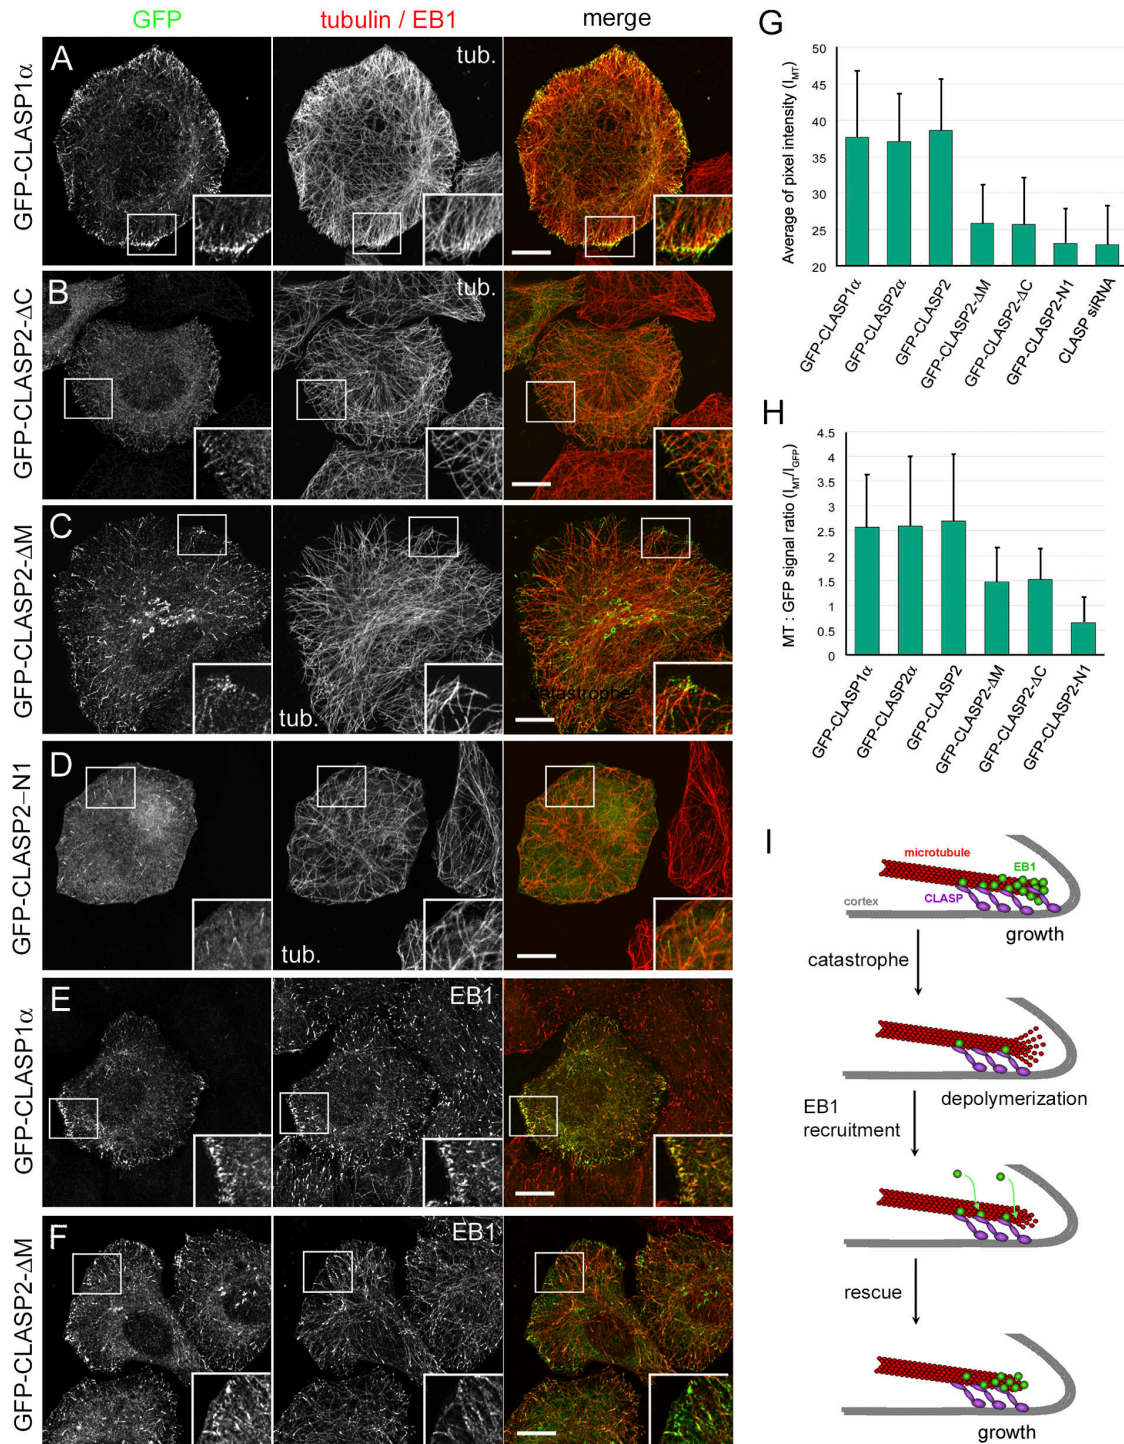 GFP
tubulin / EB1
merge
A
tub.
GFP-CLASP1α
B
tub.
GFP-CLASP2-ΔC
C
tub.
catastrophe
GFP-CLASP2-ΔM
D
tub.
GFP-CLASP2–N1
E
EB1
GFP-CLASP1α
F
EB1
GFP-CLASP2-ΔM
G
Average of pixel intensity (I_MT)
50
45
40
35
30
25
20
GFP-CLASP1α
GFP-CLASP2α
GFP-CLASP2
GFP-CLASP2-ΔM
GFP-CLASP2-ΔC
GFP-CLASP2-N1
CLASP siRNA
H
MT : GFP signal ratio (I_MT/I_GFP)
4.5
4
3.5
3
2.5
2
1.5
1
0.5
0
GFP-CLASP1α
GFP-CLASP2α
GFP-CLASP2
GFP-CLASP2-ΔM
GFP-CLASP2-ΔC
GFP-CLASP2-N1
I
microtubule
EB1
CLASP
cortex
growth
catastrophe
depolymerization
EB1
recruitment
rescue
growth